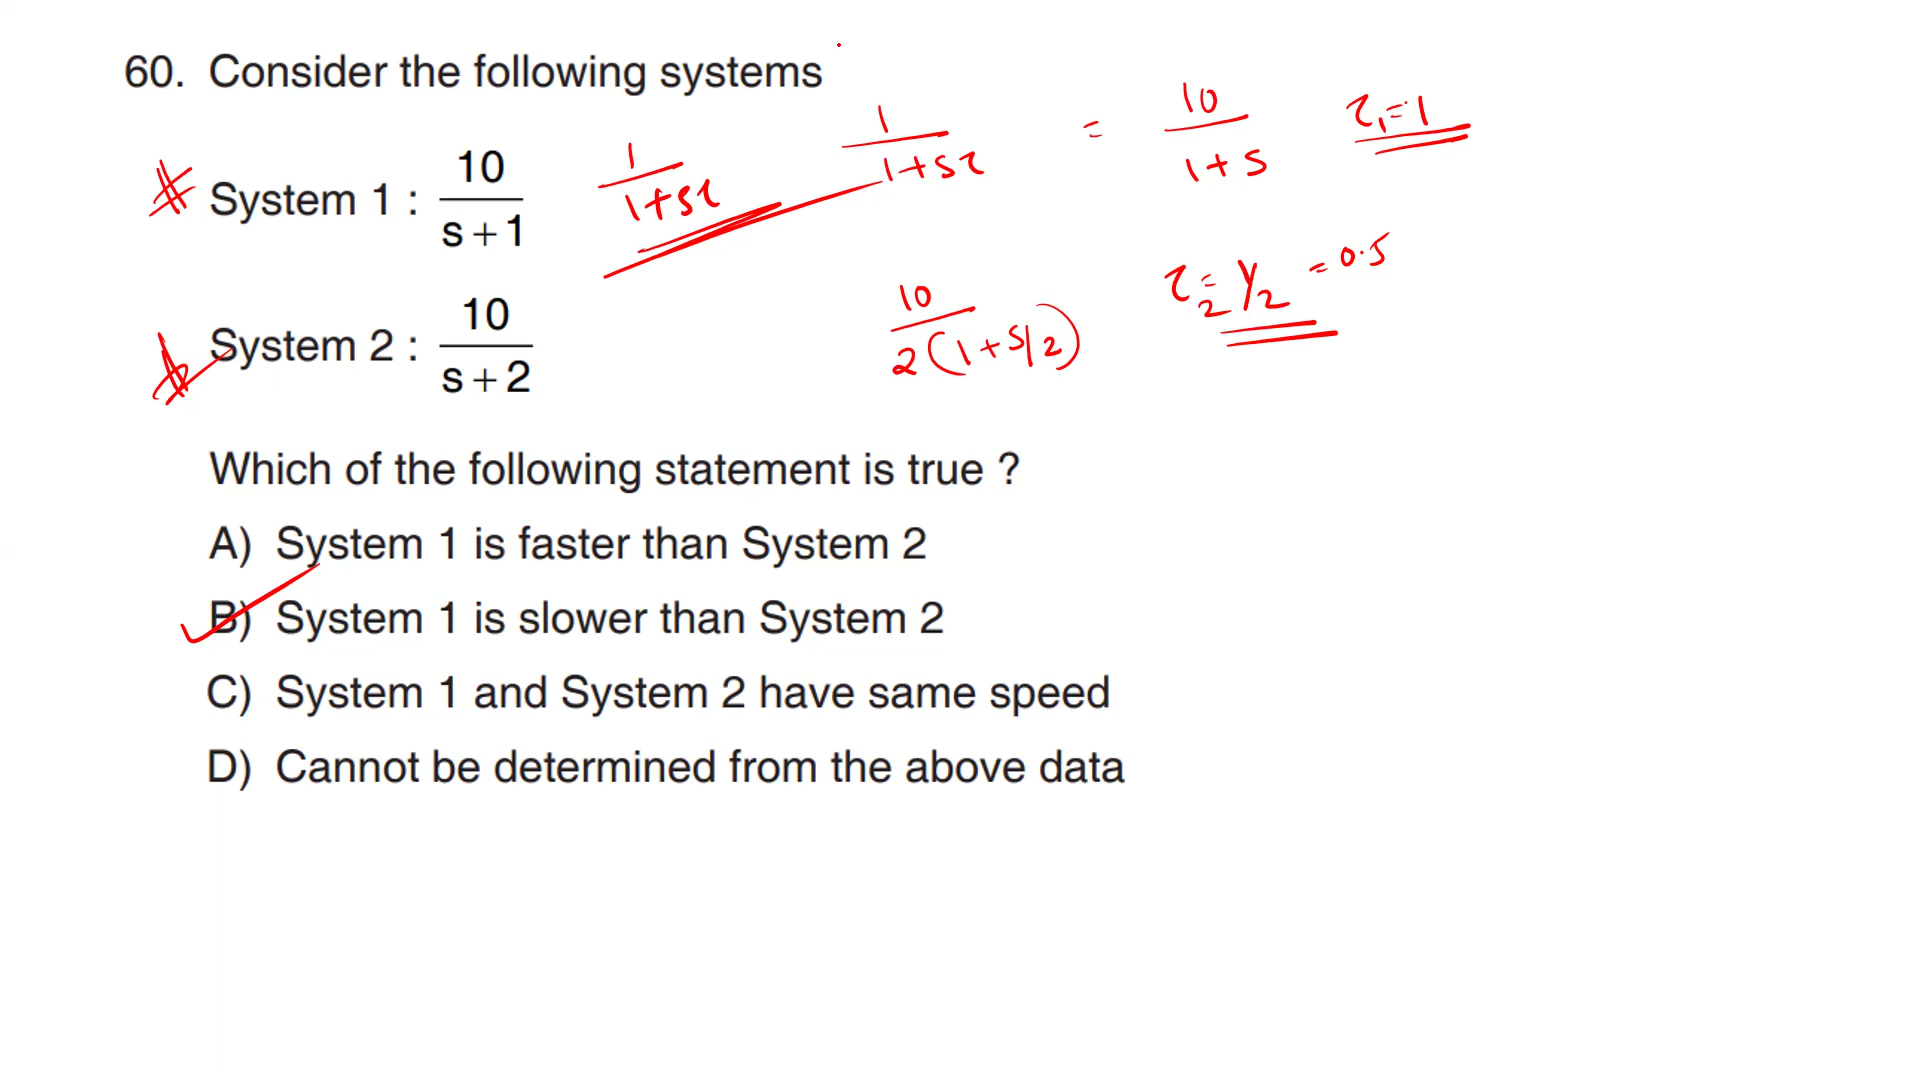 60. Consider the following systems
System 1 : 10/(s+1)
1/(1+sτ)
1/(1+sτ) = 10/(1+s) τ₁=1
System 2 : 10/(s+2)
10/(2(1+s/2)) τ₂=1/2 = 0.5
Which of the following statement is true ?
A) System 1 is faster than System 2
B) System 1 is slower than System 2
C) System 1 and System 2 have same speed
D) Cannot be determined from the above data